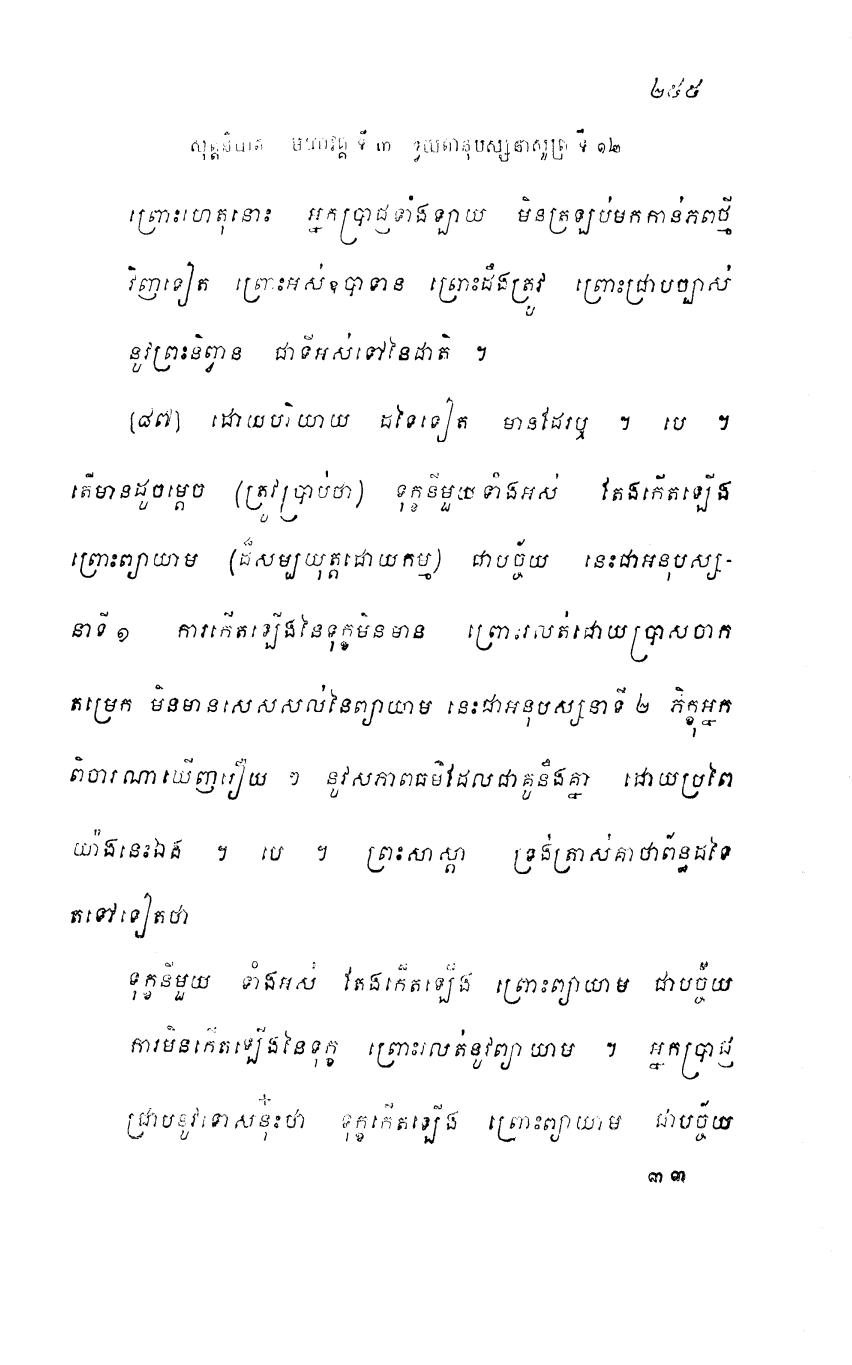 ២៥៥
សុត្តនិបាត មហាវគ្គ ទី ៣ ទ្វយតានុបស្សនាសូត្រ ទី ១២
ព្រោះហេតុនោះ អ្នកប្រាជ្ញទាំងឡាយ មិនត្រឡប់មកកាន់ភពថ្មី
វិញទៀត ព្រោះអស់ឧបាទាន ព្រោះដឹងត្រូវ ព្រោះជ្រាបច្បាស់
នូវព្រះនិព្វាន ជាទីអស់ទៅនៃជាតិ ។
[៨៧] ដោយបរិយាយ ដទៃទៀត មានដែរឬ ។ បេ ។
តើមានដូចម្តេច (ត្រូវប្រាប់ថា) ទុក្ខនីមួយទាំងអស់ តែងកើតឡើង
ព្រោះព្យាយាម (ដ៏សម្បយុត្តដោយកម្ម) ជាបច្ច័យ នេះជាអនុបស្ស-
នាទី ១ ការកើតឡើងនៃទុក្ខមិនមាន ព្រោះរលត់ដោយប្រាសចាក
តម្រេក មិនមានសេសសល់នៃព្យាយាម នេះជាអនុបស្សនាទី ២ ភិក្ខុអ្នក
ពិចារណាឃើញរឿយ ៗ នូវសភាពធម៌ដែលជាគូនឹងគ្នា ដោយប្រពៃ
យ៉ាងនេះឯង ។ បេ ។ ព្រះសាស្តា ទ្រង់ត្រាស់គាថាព័ន្ធដទៃ
តទៅទៀតថា
ទុក្ខនីមួយ ទាំងអស់ តែងកើតឡើង ព្រោះព្យាយាម ជាបច្ច័យ
ការមិនកើតឡើងនៃទុក្ខ ព្រោះរលត់នូវព្យាយាម ។ អ្នកប្រាជ្ញ
ជ្រាបនូវទោសនុ៎ះថា ទុក្ខកើតឡើង ព្រោះព្យាយាម ជាបច្ច័យ
៣៣